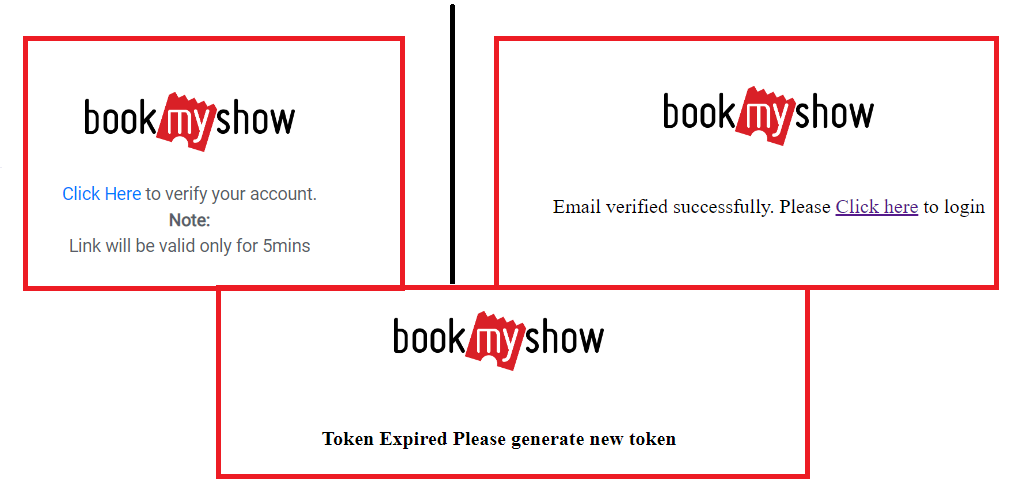 bookmyshow
Click Here to verify your account.
Note:
Link will be valid only for 5mins
bookmyshow
Email verified successfully. Please Click here to login
bookmyshow
Token Expired Please generate new token